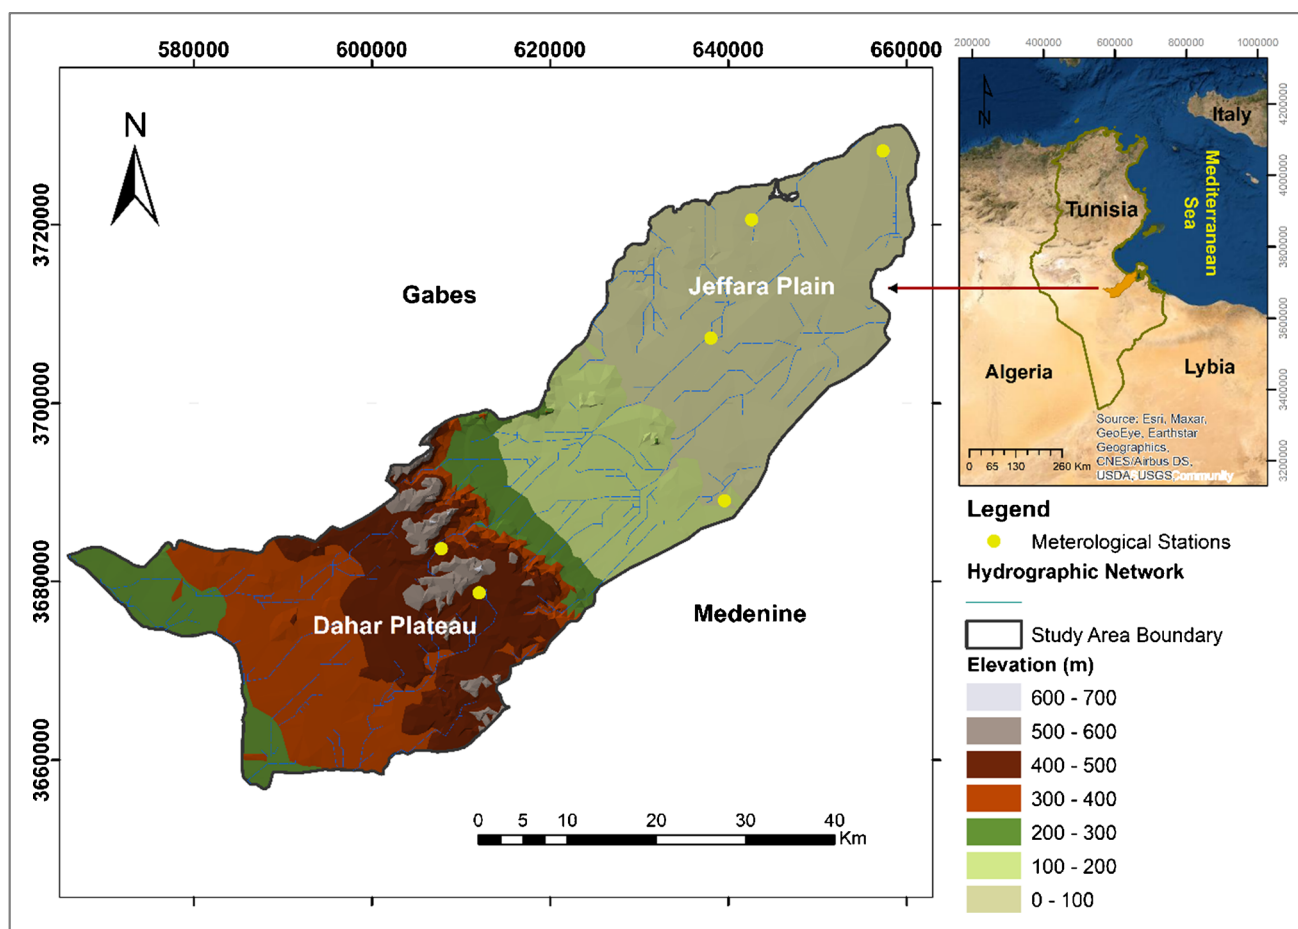 580000 600000 620000 640000 660000
N
3720000
3700000
3680000
3660000
Gabes
Jeffara Plain
Dahar Plateau
Medenine
0 5 10 20 30 40
Km
200000 400000 600000 800000 1000000
N
Italy
Tunisia
Mediterranean
Sea
Algeria
Lybia
4200000
4000000
3800000
3600000
3400000
3200000
Source: Esri, Maxar,
GeoEye, Earthstar
Geographics,
CNES/Airbus DS,
USDA, USGS,
Community
0 65 130 260 Km
Legend
Meterological Stations
Hydrographic Network
Study Area Boundary
Elevation (m)
600 - 700
500 - 600
400 - 500
300 - 400
200 - 300
100 - 200
0 - 100